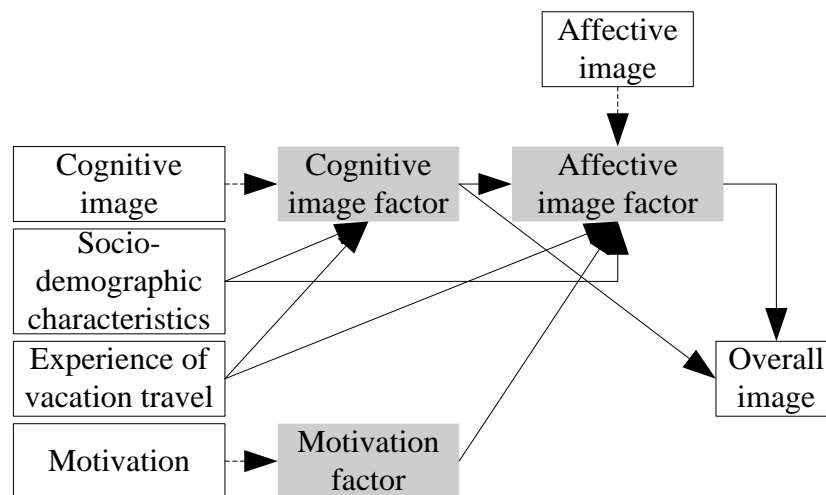 Affective
image
Cognitive
image
Cognitive
image factor
Affective
image factor
Socio-
demographic
characteristics
Experience of
vacation travel
Overall
image
Motivation
Motivation
factor